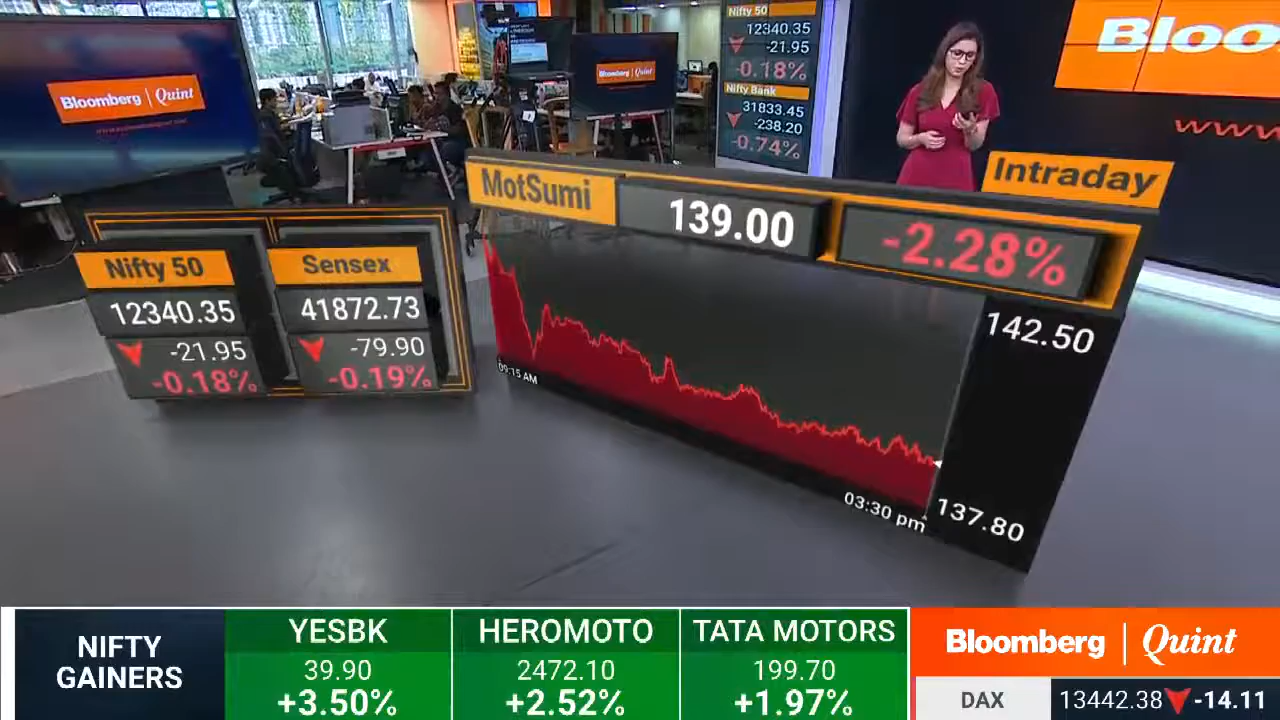 Bloomberg | Quint
Bloomberg | Quint
Nifty 50
12340.35
-21.95
-0.18%
Nifty Bank
31833.45
-238.20
-0.74%
Bloo
www
Nifty 50
12340.35
-21.95
-0.18%
Sensex
41872.73
-79.90
-0.19%
MotSumi
139.00
-2.28%
Intraday
142.50
137.80
09:15 AM
03:30 pm
NIFTY
GAINERS
YESBK
39.90
+3.50%
HEROMOTO
2472.10
+2.52%
TATA MOTORS
199.70
+1.97%
Bloomberg | Quint
DAX
13442.38
-14.11